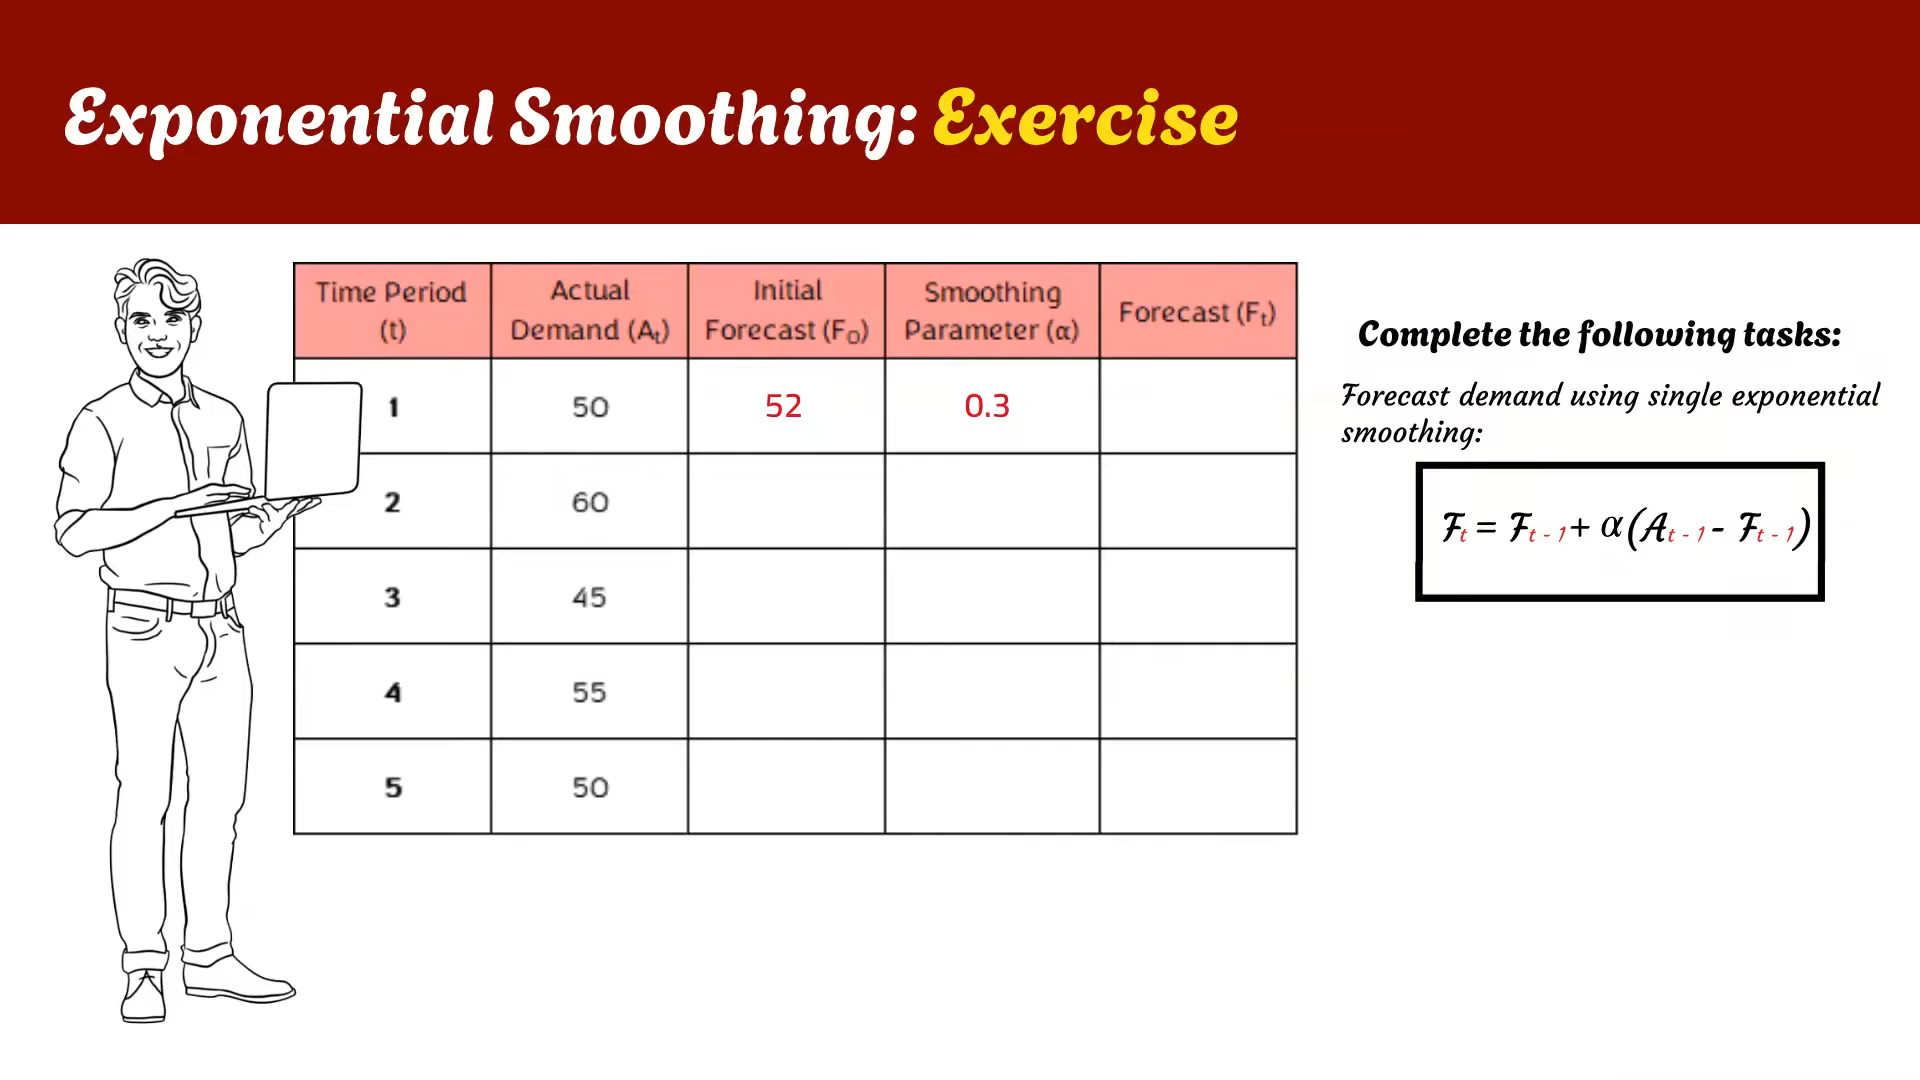 Exponential Smoothing: Exercise
Time Period (t) Actual Demand (Aₜ) Initial Forecast (F₀) Smoothing Parameter (α) Forecast (Fₜ)
1 50 52 0.3
2 60
3 45
4 55
5 50
Complete the following tasks:
Forecast demand using single exponential
smoothing:
Fₜ = Fₜ₋₁ + α(Aₜ₋₁ - Fₜ₋₁)